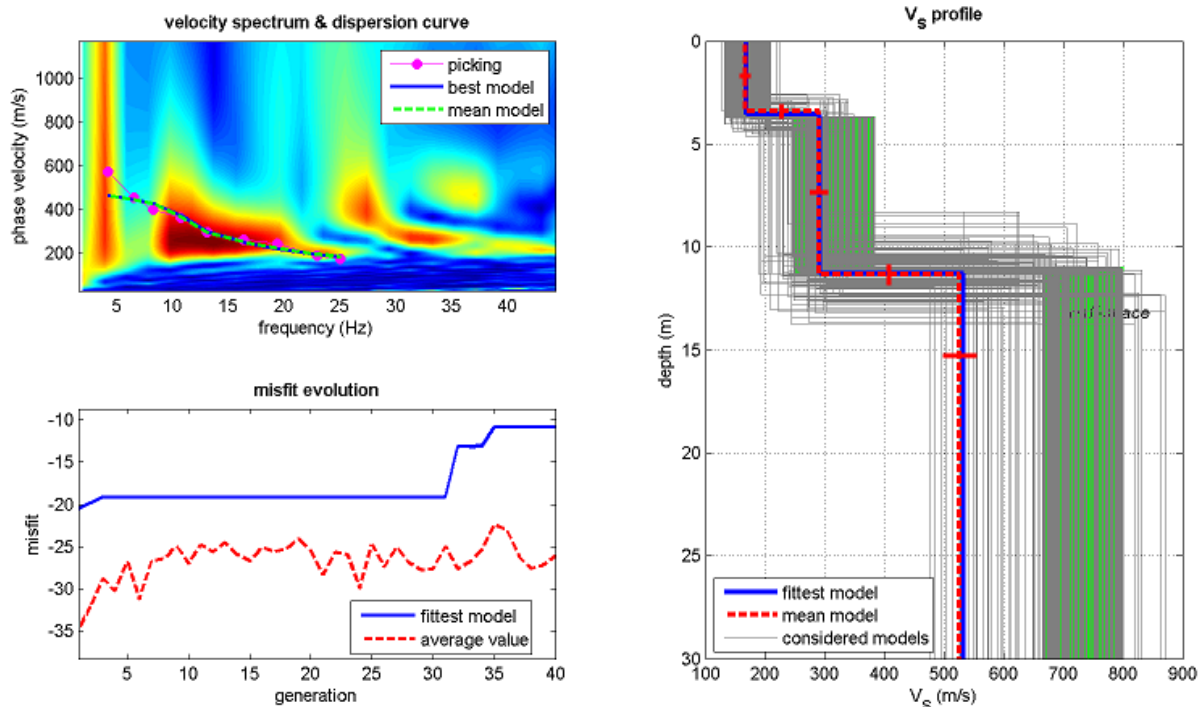 velocity spectrum & dispersion curve
1000
800
600
400
200
phase velocity (m/s)
picking
best model
mean model
5 10 15 20 25 30 35 40
frequency (Hz)
misfit evolution
-10
-15
-20
-25
-30
-35
misfit
fittest model
average value
5 10 15 20 25 30 35 40
generation
VS profile
0
5
10
15
20
25
30
depth (m)
fittest model
mean model
considered models
100 200 300 400 500 600 700 800 900
VS (m/s)